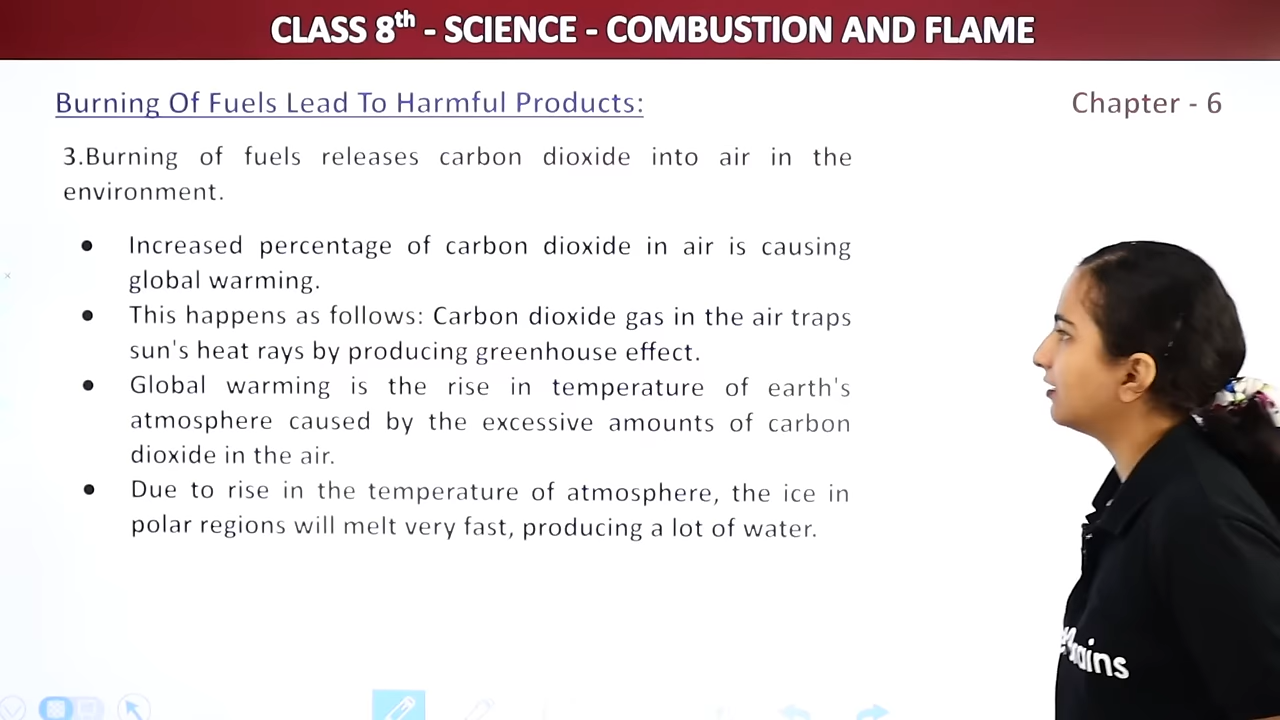 CLASS 8th - SCIENCE - COMBUSTION AND FLAME
Burning Of Fuels Lead To Harmful Products:
Chapter - 6
3.Burning of fuels releases carbon dioxide into air in the
environment.
● Increased percentage of carbon dioxide in air is causing
global warming.
● This happens as follows: Carbon dioxide gas in the air traps
sun's heat rays by producing greenhouse effect.
● Global warming is the rise in temperature of earth's
atmosphere caused by the excessive amounts of carbon
dioxide in the air.
● Due to rise in the temperature of atmosphere, the ice in
polar regions will melt very fast, producing a lot of water.